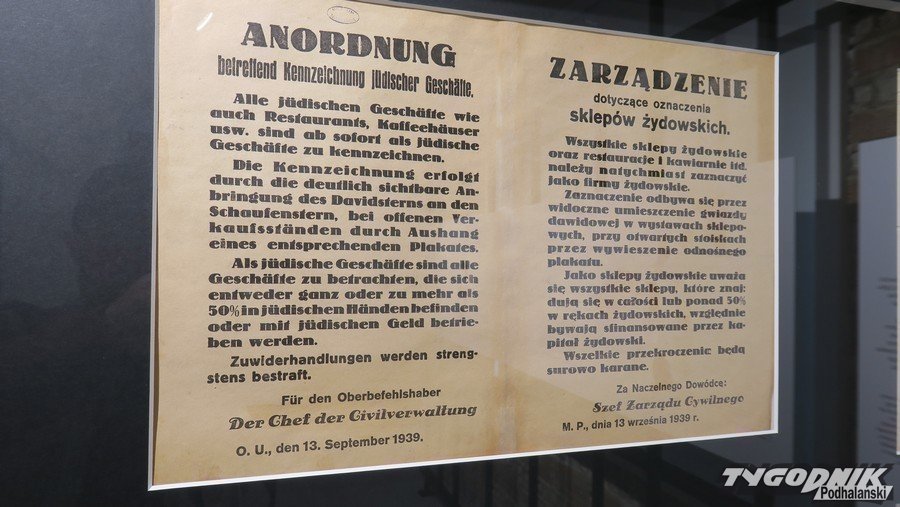 ANORDNUNG
betreffend Kennzeichnung jüdischer Geschäfte.
Alle jüdischen Geschäfte wie
auch Restaurants, Kaffeehäuser
usw. sind ab sofort als jüdische
Geschäfte zu kennzeichnen.
Die Kennzeichnung erfolgt
durch die deutlich sichtbare An-
bringung des Davidsterns an den
Schaufenstern, bei offenen Ver-
kaufsständen durch Aushang
eines entsprechenden Plakates.
Als jüdische Geschäfte sind alle
Geschäfte zu betrachten, die sich
entweder ganz oder zu mehr als
50% in jüdischen Händen befinden
oder mit jüdischen Geld betrie-
ben werden.
Zuwiderhandlungen werden streng-
stens bestraft.
Für den Oberbefehlshaber
Der Chef der Civilverwaltung
O. U., den 13. September 1939.
ZARZĄDZENIE
dotyczące oznaczenia
sklepów żydowskich.
Wszystkie sklepy żydowskie
oraz restauracje i kawiarnie itd.
należy natychmiast zaznaczyć
jako firmy żydowskie.
Zaznaczenie odbywa się przez
widoczne umieszczenie gwiazdy
dawidowej w wystawach sklepo-
wych, przy otwartych stoiskach
przez wywieszenie odnośnego
plakatu.
Jako sklepy żydowskie uważa
się wszystkie sklepy, które znaj-
dują się w całości lub ponad 50%
w rękach żydowskich, względnie
bywają sfinansowane przez ka-
pitał żydowski.
Wszelkie przekroczenia będą
surowo karane.
Za Naczelnego Dowódcę:
Szef Zarządu Cywilnego
M. P., dnia 13 września 1939 r.
TYGODNIK
Podhalański